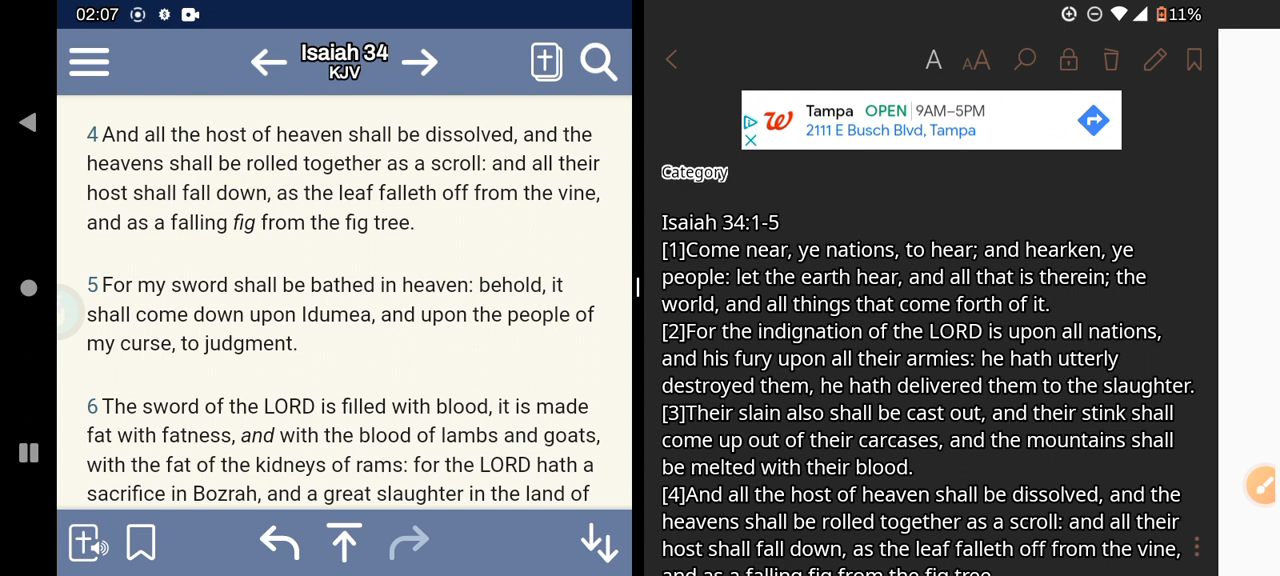 02:07
11%
Isaiah 34
KJV
4 And all the host of heaven shall be dissolved, and the
heavens shall be rolled together as a scroll: and all their
host shall fall down, as the leaf falleth off from the vine,
and as a falling fig from the fig tree.
5 For my sword shall be bathed in heaven: behold, it
shall come down upon Idumea, and upon the people of
my curse, to judgment.
6 The sword of the LORD is filled with blood, it is made
fat with fatness, and with the blood of lambs and goats,
with the fat of the kidneys of rams: for the LORD hath a
sacrifice in Bozrah, and a great slaughter in the land of
A AA
W Tampa OPEN 9AM–5PM
2111 E Busch Blvd, Tampa
Category
Isaiah 34:1-5
[1]Come near, ye nations, to hear; and hearken, ye
people: let the earth hear, and all that is therein; the
world, and all things that come forth of it.
[2]For the indignation of the LORD is upon all nations,
and his fury upon all their armies: he hath utterly
destroyed them, he hath delivered them to the slaughter.
[3]Their slain also shall be cast out, and their stink shall
come up out of their carcases, and the mountains shall
be melted with their blood.
[4]And all the host of heaven shall be dissolved, and the
heavens shall be rolled together as a scroll: and all their
host shall fall down, as the leaf falleth off from the vine,
and as a falling fig from the fig tree.